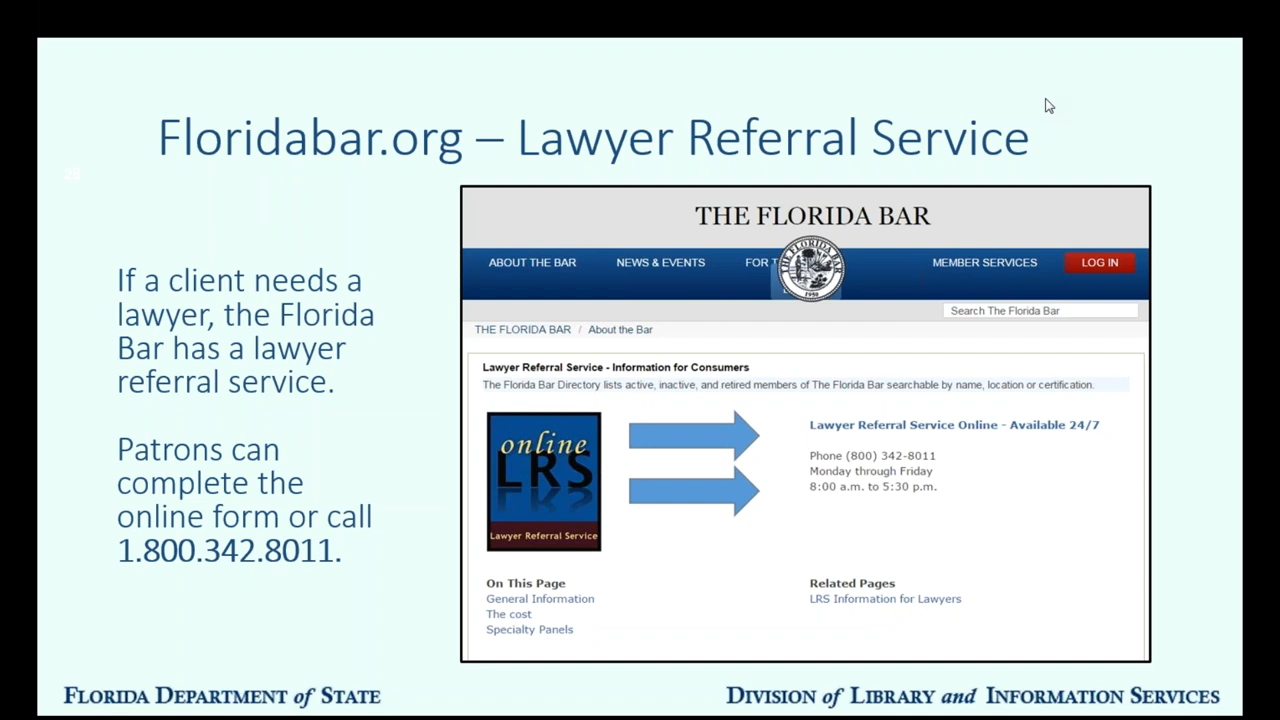 Floridabar.org – Lawyer Referral Service
28
If a client needs a
lawyer, the Florida
Bar has a lawyer
referral service.
Patrons can
complete the
online form or call
1.800.342.8011.
THE FLORIDA BAR
ABOUT THE BAR
NEWS & EVENTS
FOR T
THE FLORIDA BAR
1950
MEMBER SERVICES
LOG IN
Search The Florida Bar
THE FLORIDA BAR / About the Bar
Lawyer Referral Service - Information for Consumers
The Florida Bar Directory lists active, inactive, and retired members of The Florida Bar searchable by name, location or certification.
online
LRS
Lawyer Referral Service
Lawyer Referral Service Online - Available 24/7
Phone (800) 342-8011
Monday through Friday
8:00 a.m. to 5:30 p.m.
On This Page
General Information
The cost
Specialty Panels
Related Pages
LRS Information for Lawyers
FLORIDA DEPARTMENT of STATE
DIVISION of LIBRARY and INFORMATION SERVICES